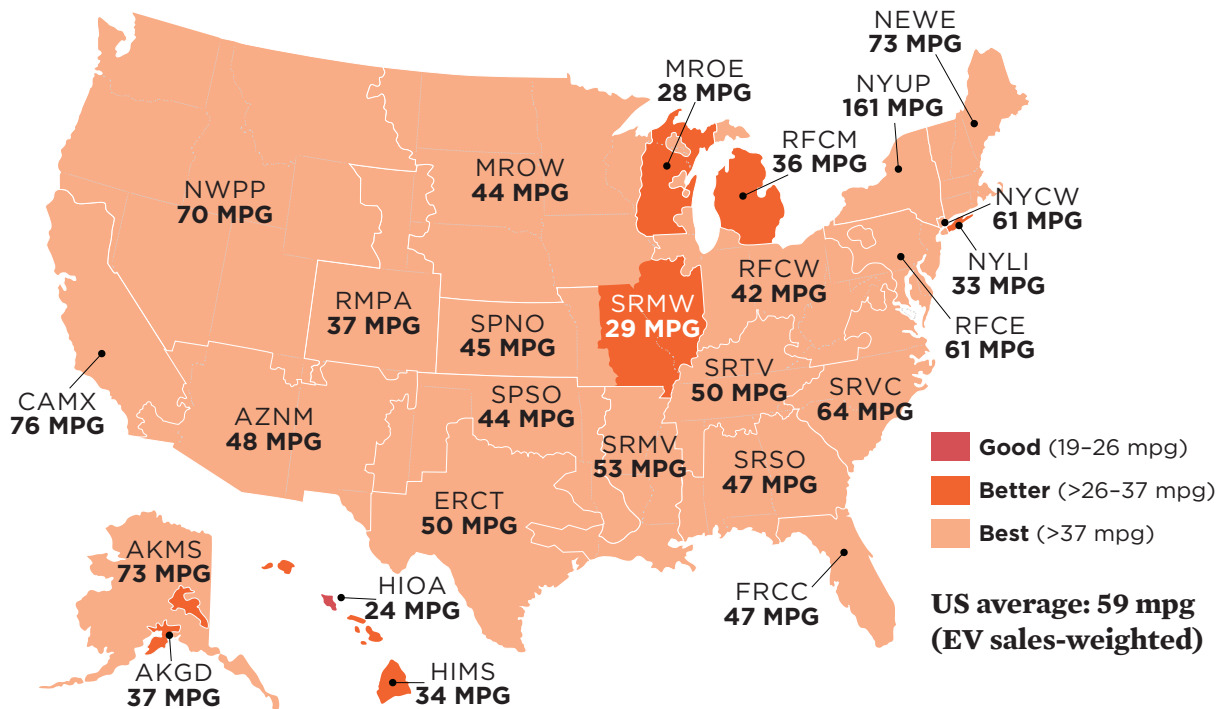 NEWE
73 MPG
MROE
28 MPG
NYUP
161 MPG
RFCM
36 MPG
MROW
44 MPG
NWPP
70 MPG
NYCW
61 MPG
NYLI
33 MPG
RFCW
42 MPG
RMPA
37 MPG
SRMW
29 MPG
SPNO
45 MPG
RFCE
61 MPG
SRTV
50 MPG
SPSO
44 MPG
SRVC
64 MPG
CAMX
76 MPG
AZNM
48 MPG
SRMV
53 MPG
SRSO
47 MPG
ERCT
50 MPG
Good (19–26 mpg)
Better (>26–37 mpg)
Best (>37 mpg)
AKMS
73 MPG
HIOA
24 MPG
FRCC
47 MPG
US average: 59 mpg
(EV sales-weighted)
AKGD
37 MPG
HIMS
34 MPG